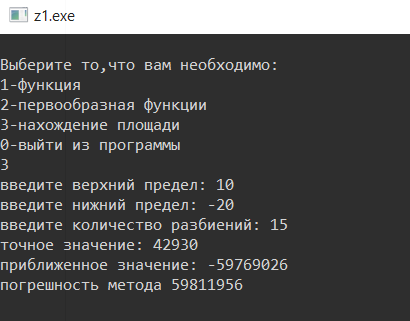 z1.exe
Выберите то,что вам необходимо:
1-функция
2-первообразная функции
3-нахождение площади
0-выйти из программы
3
введите верхний предел: 10
введите нижний предел: -20
введите количество разбиений: 15
точное значение: 42930
приближенное значение: -59769026
погрешность метода 59811956